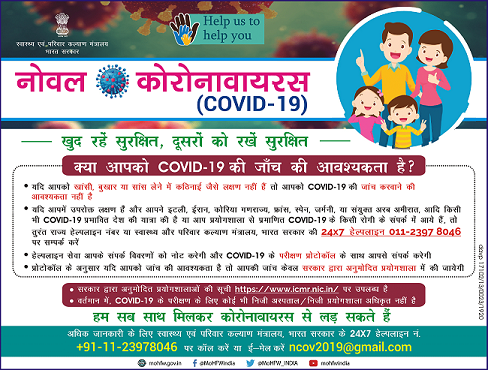 Help us to
help you
स्वास्थ्य एवं परिवार कल्याण मंत्रालय
भारत सरकार
नोवल कोरोनावायरस
(COVID-19)
खुद रहें सुरक्षित, दूसरों को रखें सुरक्षित
क्या आपको COVID-19 की जाँच की आवश्यकता है?
• यदि आपको खांसी, बुखार या सांस लेने में कठिनाई जैसे लक्षण नहीं हैं तो आपको COVID-19 की जांच करवाने की
आवश्यकता नहीं है
• यदि आपमें उपरोक्त लक्षण हैं और आपने इटली, ईरान, कोरिया गणराज्य, फ्रांस, स्पेन, जर्मनी, या संयुक्त अरब अमीरात, आदि किसी
भी COVID-19 प्रभावित देश की यात्रा की है या आप प्रयोगशाला से प्रमाणित COVID-19 के किसी रोगी के संपर्क में आये हैं, तो
तुरंत राज्य हेल्पलाइन नंबर या स्वास्थ्य और परिवार कल्याण मंत्रालय, भारत सरकार की 24X7 हेल्पलाइन 011-2397 8046
पर सम्पर्क करें
• हेल्पलाइन सेवा आपके संपर्क विवरणों को नोट करेगी और COVID-19 के परीक्षण प्रोटोकॉल के साथ आपसे संपर्क करेगी
• प्रोटोकॉल के अनुसार यदि आपको जांच की आवश्यकता है तो आपकी जांच केवल सरकार द्वारा अनुमोदित प्रयोगशाला में की जायेगी
• सरकार द्वारा अनुमोदित प्रयोगशालाओं की सूची https://www.icmr.nic.in/ पर उपलब्ध है
• वर्तमान में, COVID-19 के परीक्षण के लिए कोई भी निजी अस्पताल/निजी प्रयोगशाला अधिकृत नहीं है
हम सब साथ मिलकर कोरोनावायरस से लड़ सकते हैं
अधिक जानकारी के लिए स्वास्थ्य एवं परिवार कल्याण मंत्रालय, भारत सरकार के 24X7 हेल्पलाइन नं.
+91-11-23978046 पर कॉल करें या ई-मेल करें ncov2019@gmail.com
mohfw.gov.in @MoHFWIndia @MoHFW_INDIA mohfwindia
davp 17102/13/0023/1920